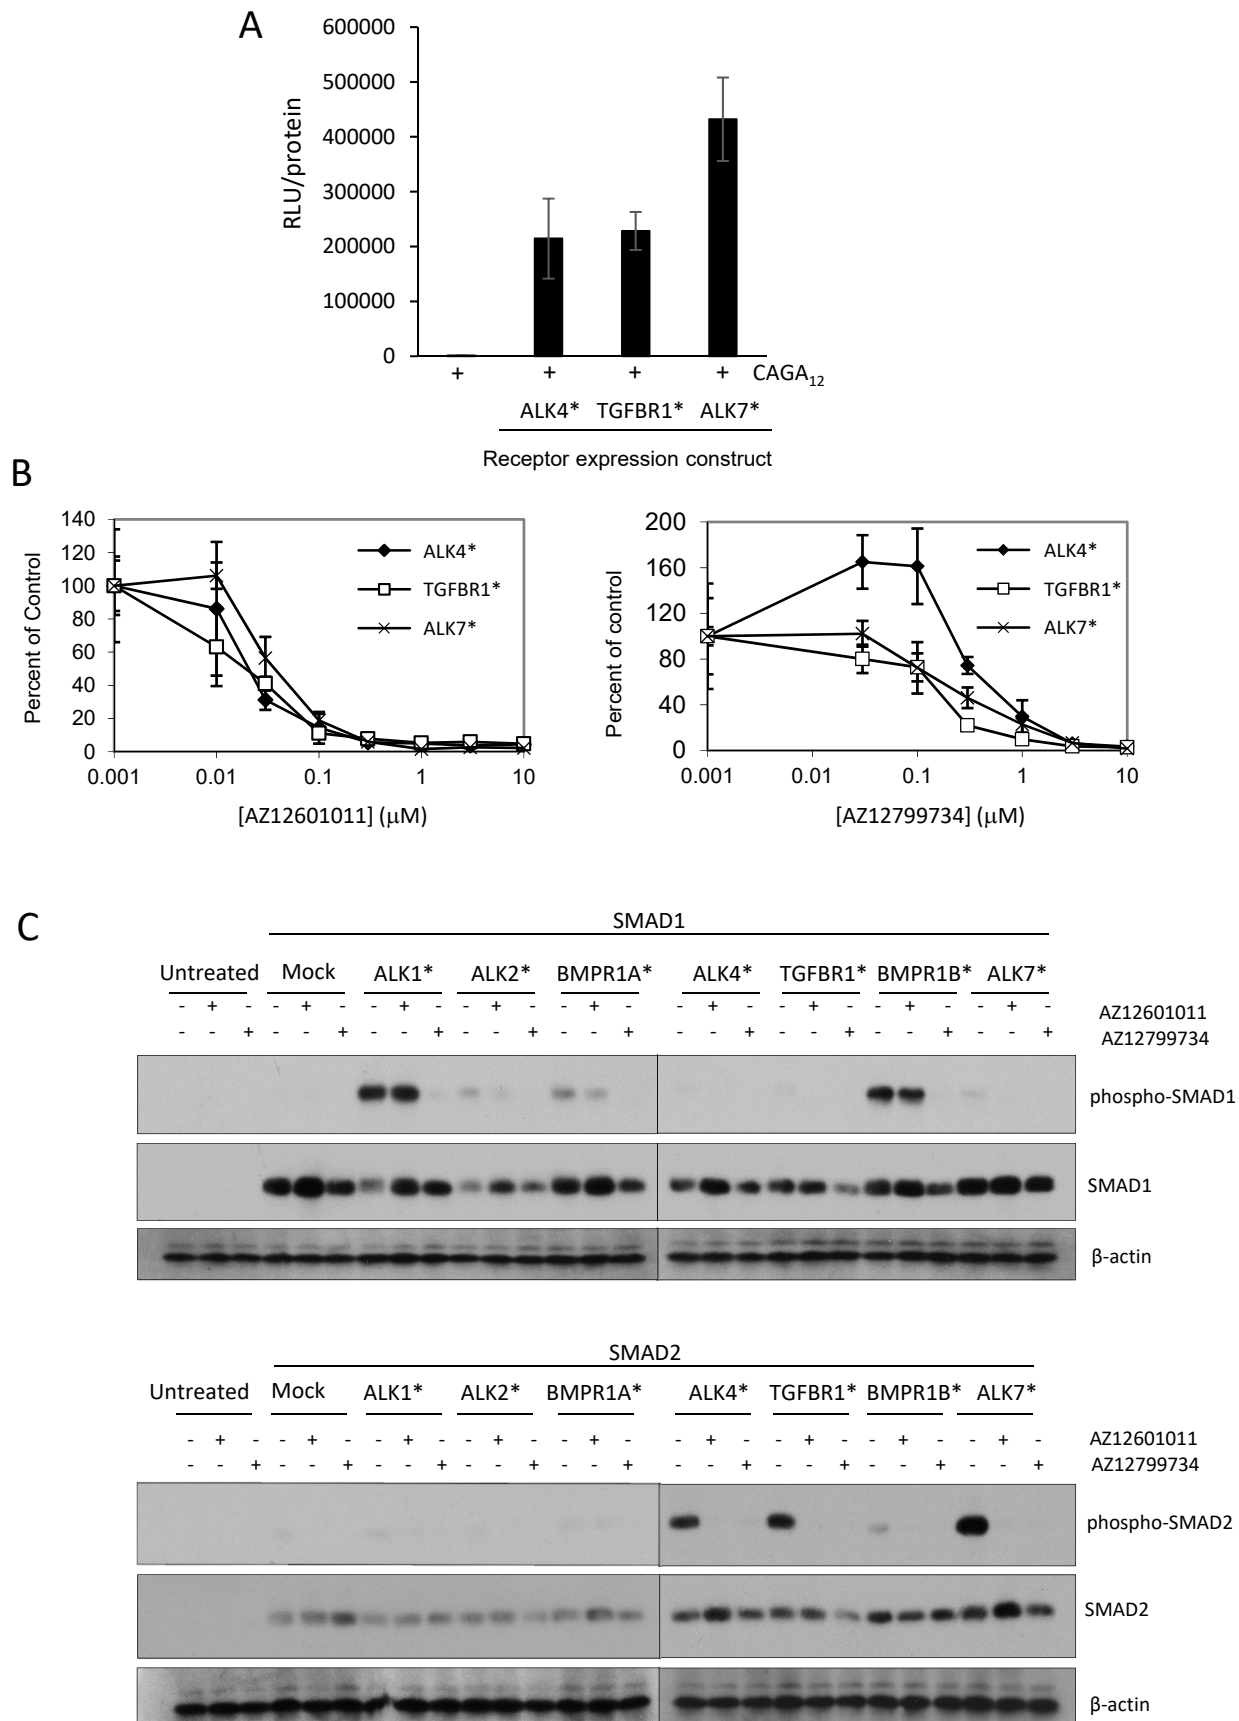 A
600000
500000
400000
300000
200000
100000
0
RLU/protein
+ + + + CAGA12
ALK4* TGFBR1* ALK7*
Receptor expression construct
B
140
120
100
80
60
40
20
0
Percent of Control
ALK4*
TGFBR1*
ALK7*
0.001 0.01 0.1 1 10
[AZ12601011] (μM)
200
160
120
80
40
0
Percent of control
ALK4*
TGFBR1*
ALK7*
0.001 0.01 0.1 1 10
[AZ12799734] (μM)
C
SMAD1
Untreated Mock ALK1* ALK2* BMPR1A* ALK4* TGFBR1* BMPR1B* ALK7*
- + - - + - - + - - + - - + - - + - - + - - + - - + - AZ12601011
- - + - - + - - + - - + - - + - - + - - + - - + - - + AZ12799734
phospho-SMAD1
SMAD1
β-actin
SMAD2
Untreated Mock ALK1* ALK2* BMPR1A* ALK4* TGFBR1* BMPR1B* ALK7*
- + - - + - - + - - + - - + - - + - - + - - + - - + - AZ12601011
- - + - - + - - + - - + - - + - - + - - + - - + - - + AZ12799734
phospho-SMAD2
SMAD2
β-actin